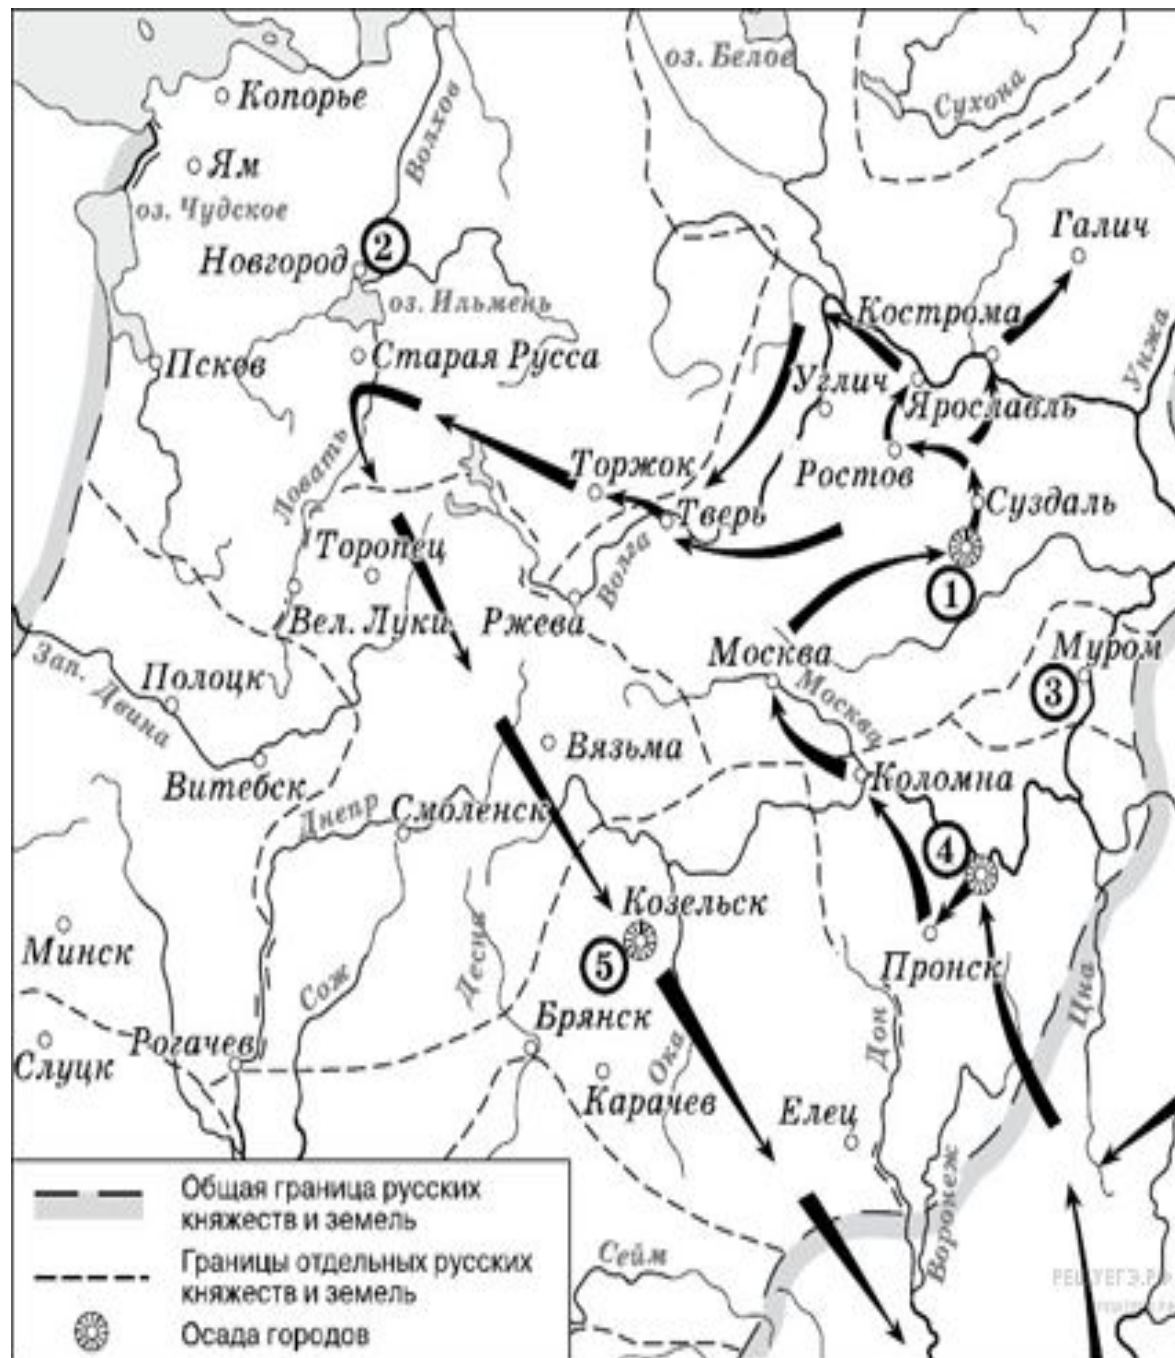 оз. Белое
Сухона
Копорье
Волхов
Ям
оз. Чудское
Галич
2
Новгород
оз. Ильмень
Кострома
Унжа
Псков
Старая Русса
Углич
Ярославль
Ловать
Торжок
Ростов
Суздаль
Тверь
Торопец
Волга
1
Вел. Луки
Ржева
Москва
Муром
Зап. Двина
Полоцк
Москва
3
Вязьма
Витебск
Коломна
Днепр
Смоленск
4
Козельск
Минск
Десна
5
Пронск
Сож
Цна
Брянск
Дон
Рогачев
Ока
Слуцк
Карачев
Елец
Воронеж
Сейм
Общая граница русских
княжеств и земель
Границы отдельных русских
княжеств и земель
Осада городов
РЕШУЕГЭ.РФ